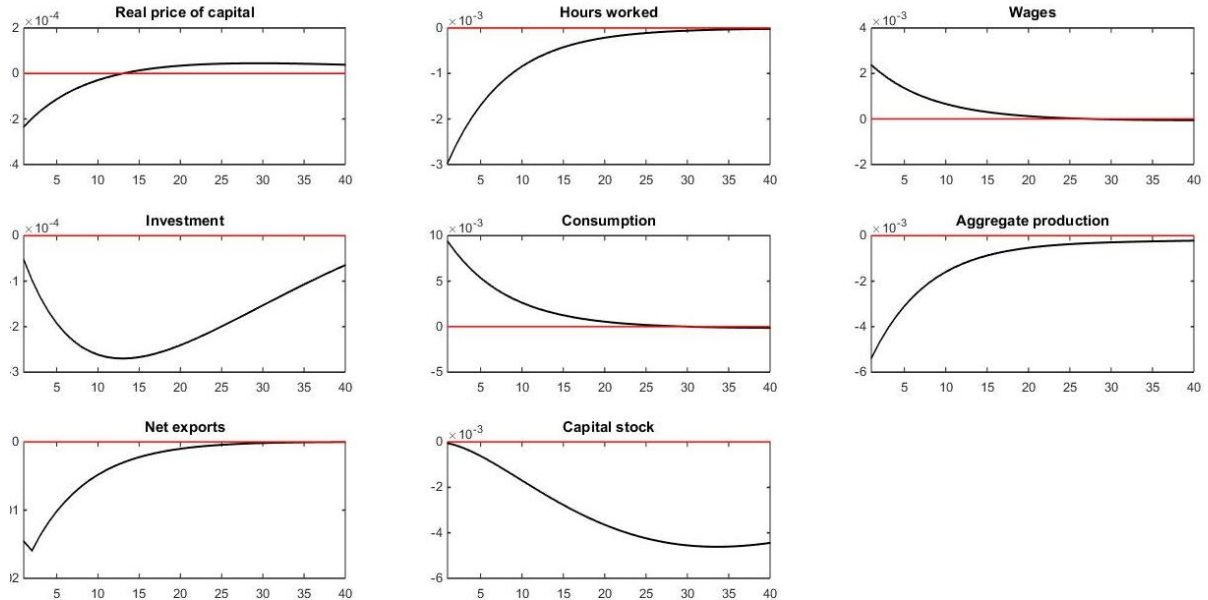 Real price of capital
×10⁻⁴
2
0
-2
-4
5 10 15 20 25 30 35 40
Hours worked
×10⁻³
0
-1
-2
-3
5 10 15 20 25 30 35 40
Wages
×10⁻³
4
2
0
-2
5 10 15 20 25 30 35 40
Investment
×10⁻⁴
0
-1
-2
-3
5 10 15 20 25 30 35 40
Consumption
×10⁻³
10
5
0
-5
5 10 15 20 25 30 35 40
Aggregate production
×10⁻³
0
-2
-4
-6
5 10 15 20 25 30 35 40
Net exports
0
1
2
5 10 15 20 25 30 35 40
Capital stock
×10⁻³
0
-2
-4
-6
5 10 15 20 25 30 35 40